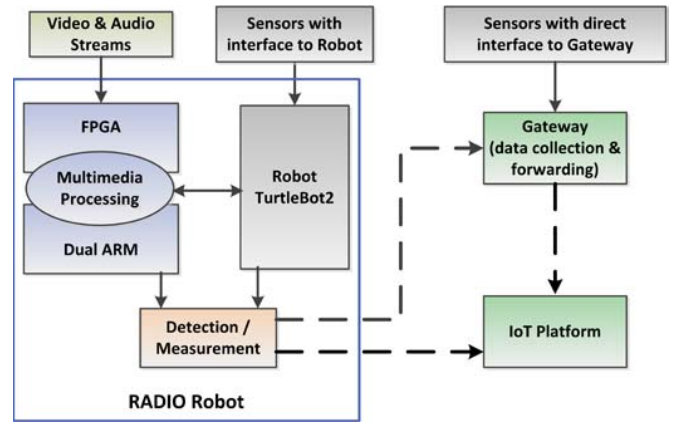 Video & Audio
Streams
Sensors with
interface to Robot
Sensors with direct
interface to Gateway
FPGA
Multimedia
Processing
Dual ARM
Robot
TurtleBot2
Gateway
(data collection &
forwarding)
Detection /
Measurement
IoT Platform
RADIO Robot